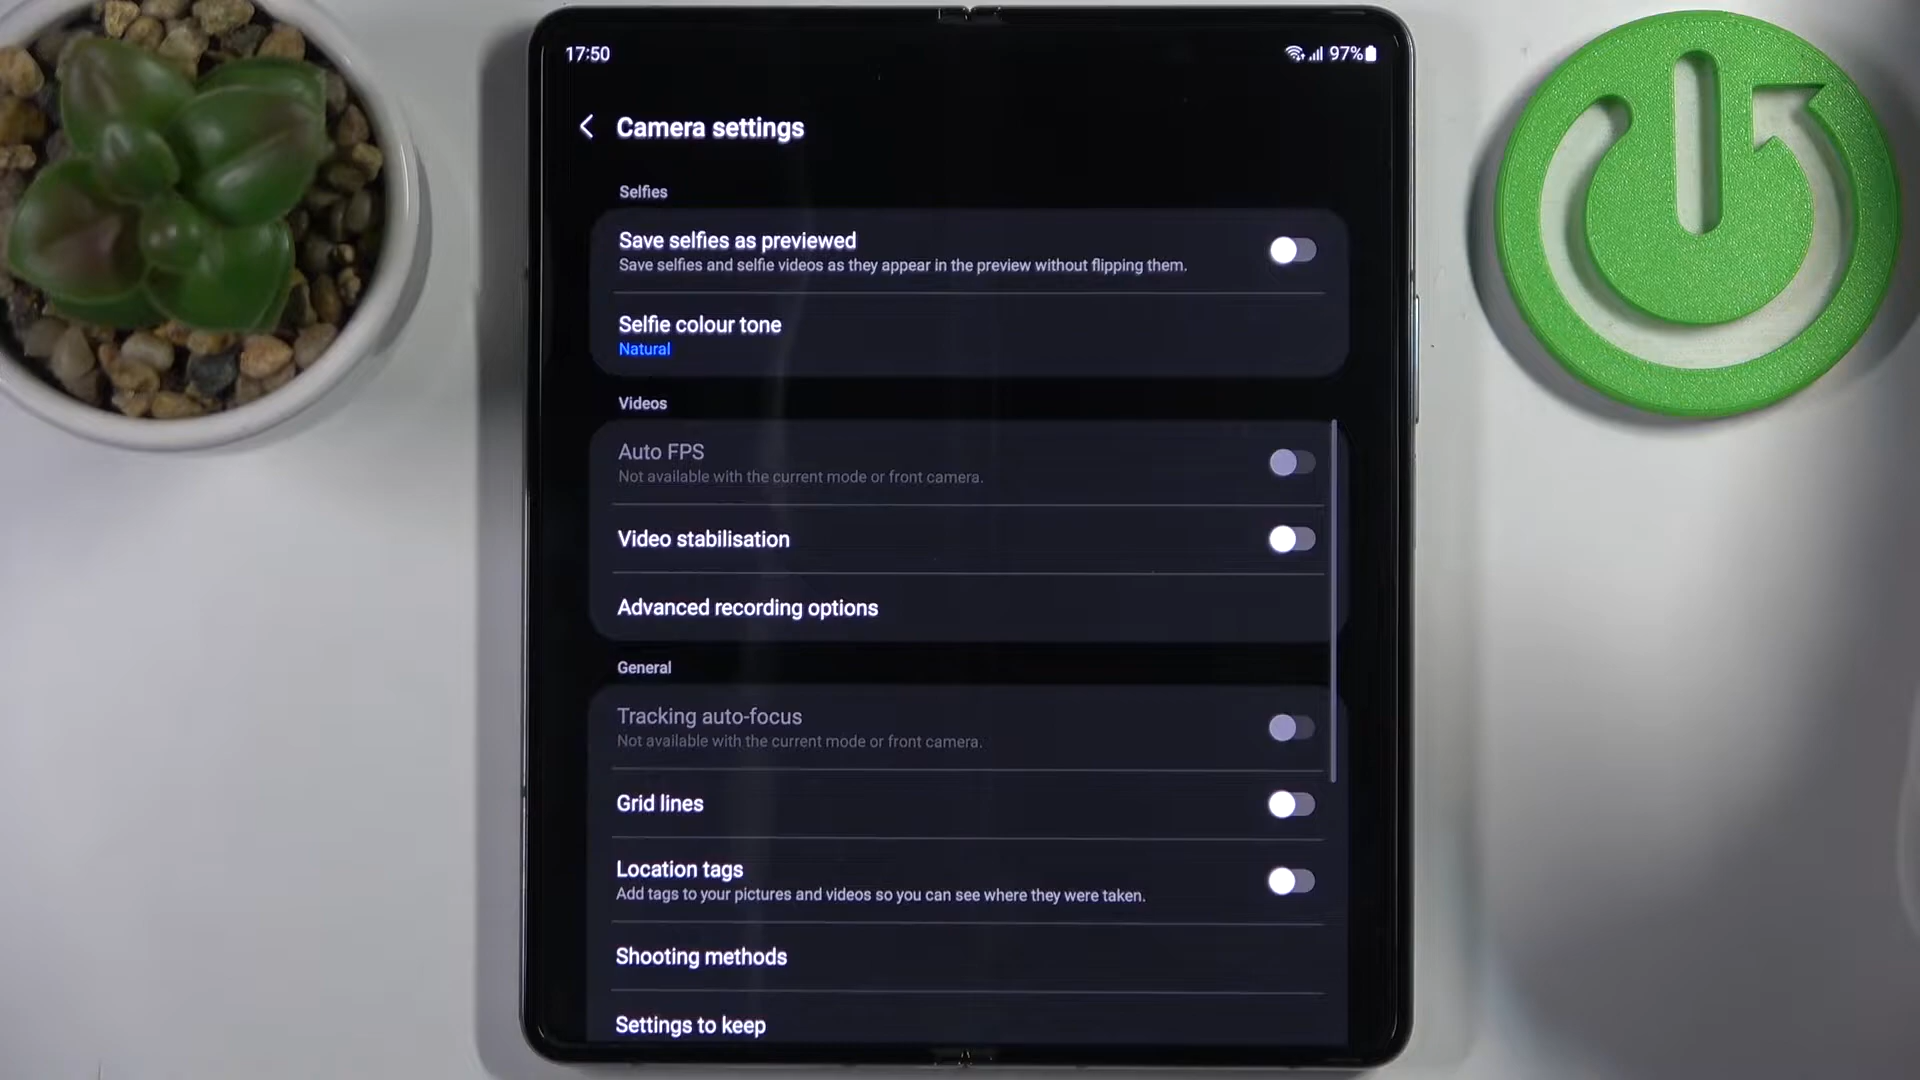 17:50
97%
Camera settings
Selfies
Save selfies as previewed
Save selfies and selfie videos as they appear in the preview without flipping them.
Selfie colour tone
Natural
Videos
Auto FPS
Not available with the current mode or front camera.
Video stabilisation
Advanced recording options
General
Tracking auto-focus
Not available with the current mode or front camera.
Grid lines
Location tags
Add tags to your pictures and videos so you can see where they were taken.
Shooting methods
Settings to keep